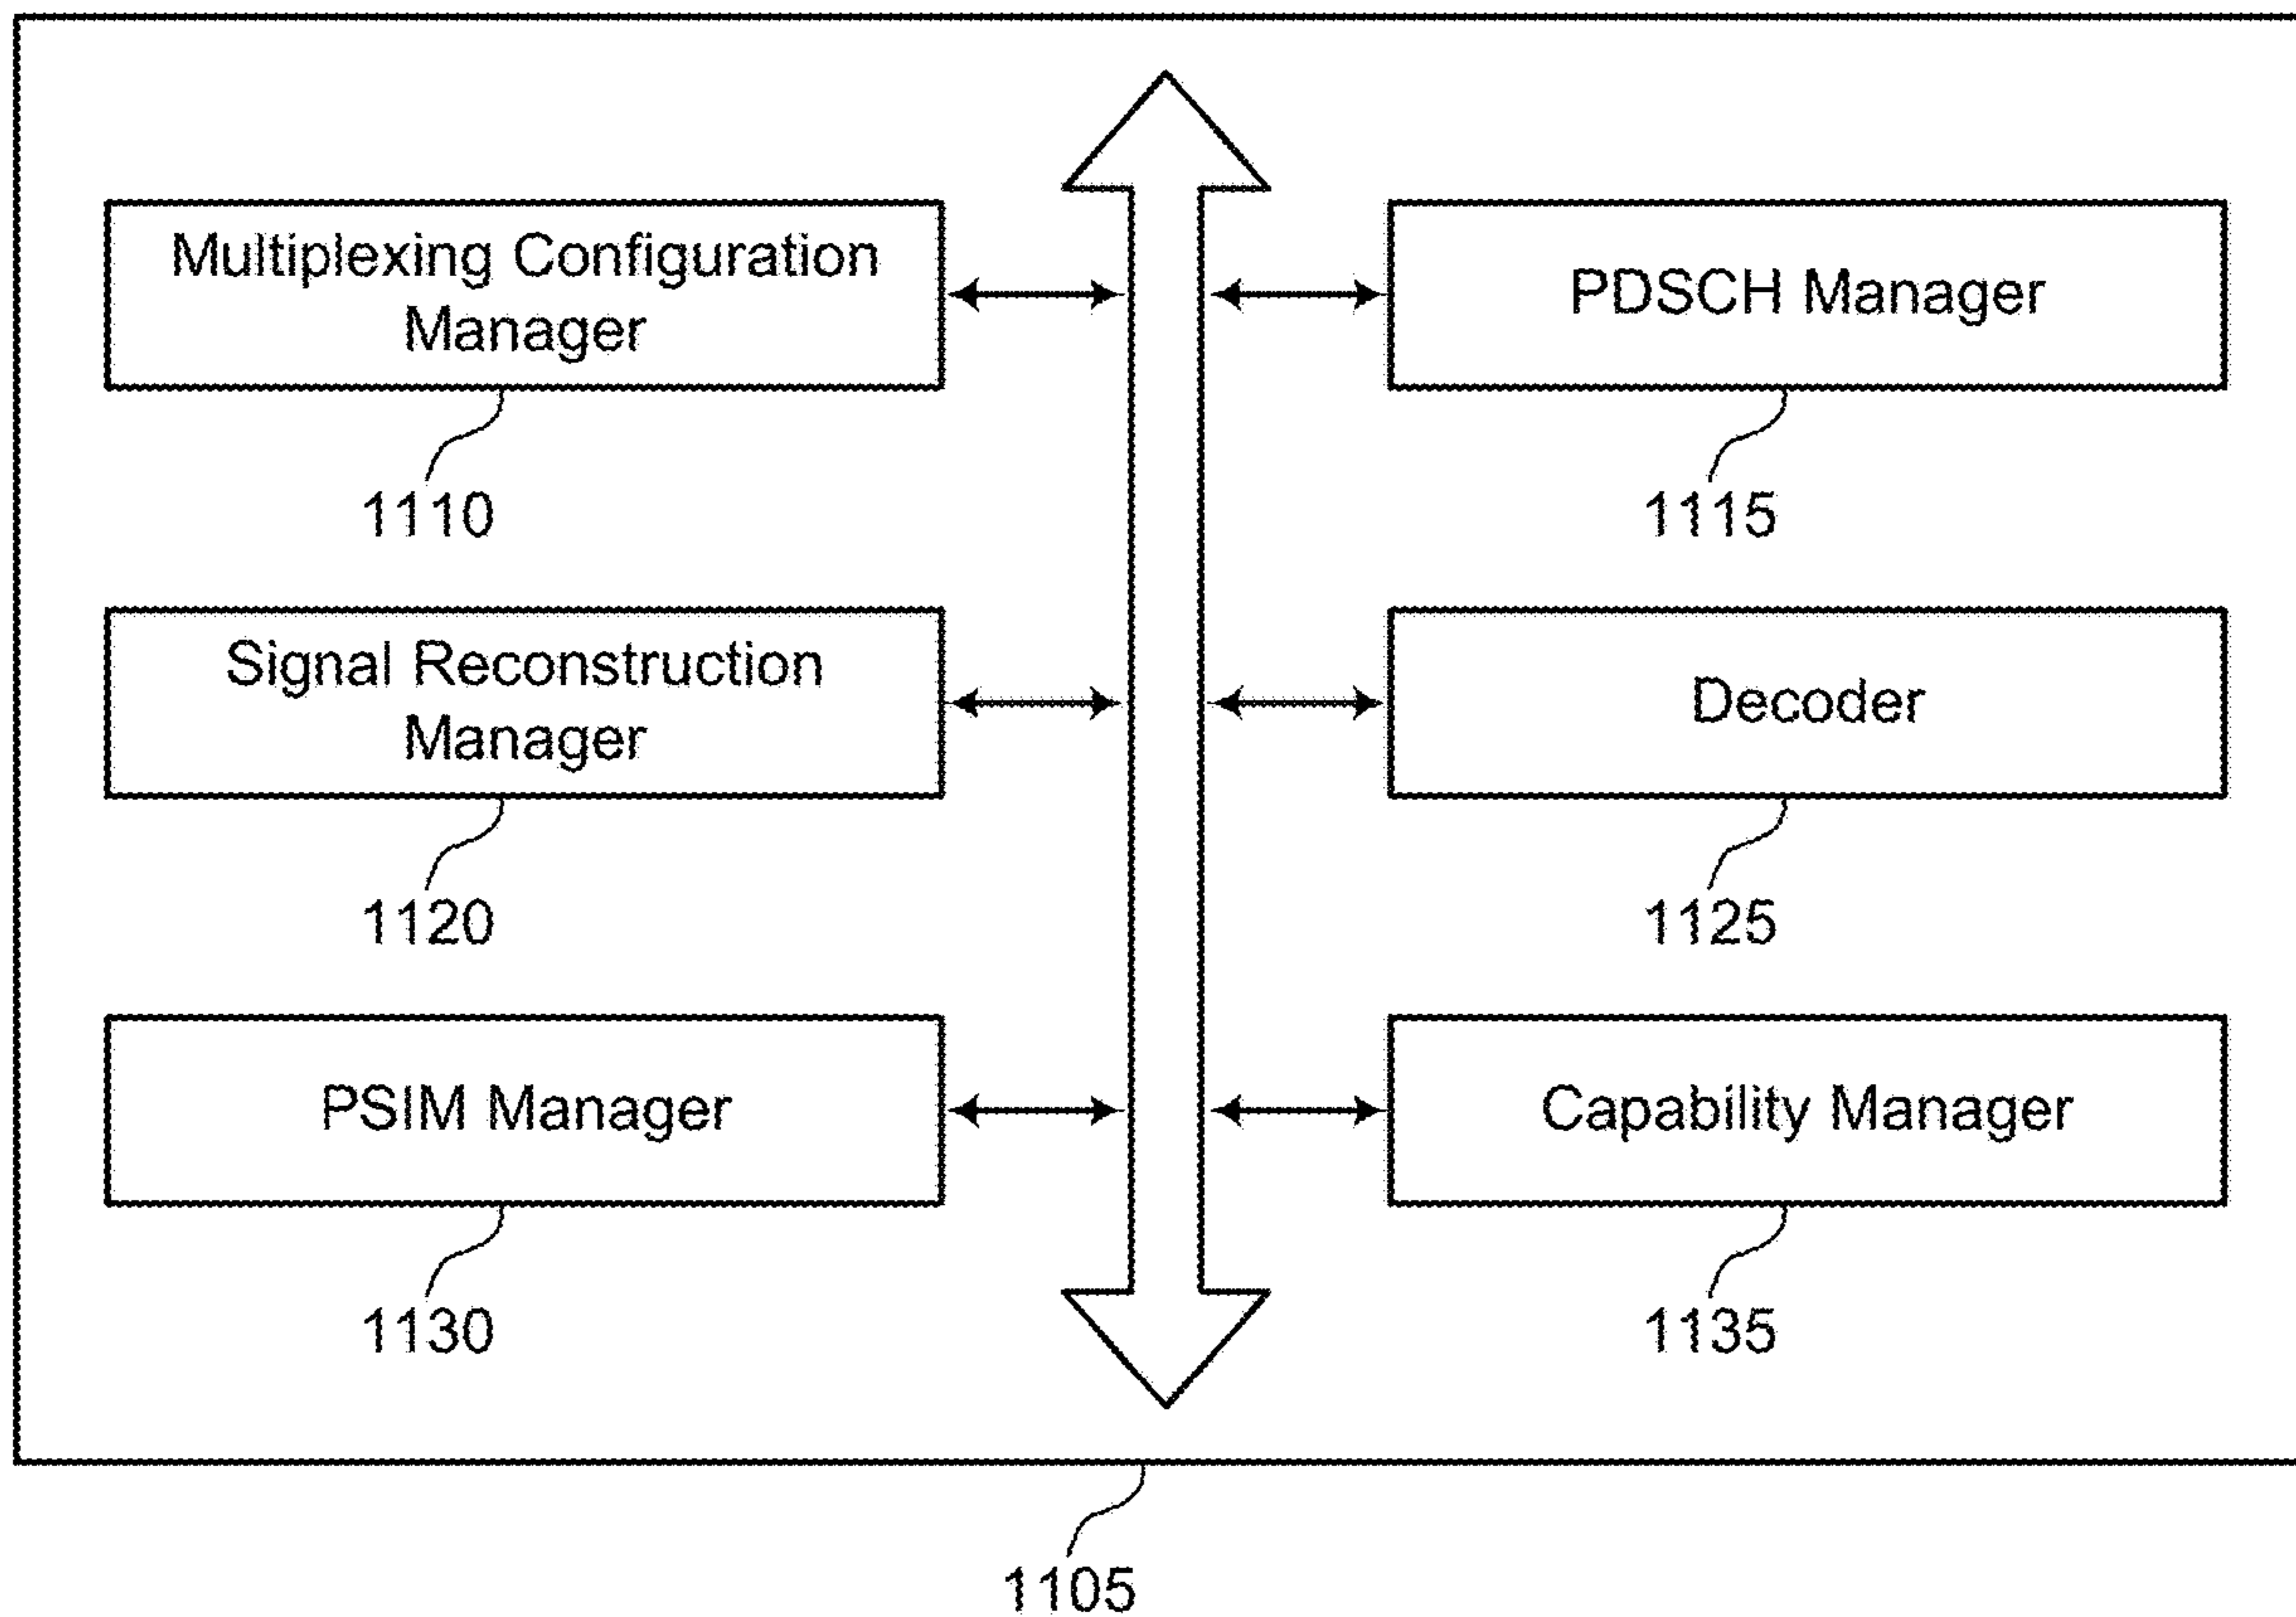 Multiplexing Configuration
Manager
1110
PDSCH Manager
1115
Signal Reconstruction
Manager
1120
Decoder
1125
PSIM Manager
1130
Capability Manager
1135
1105